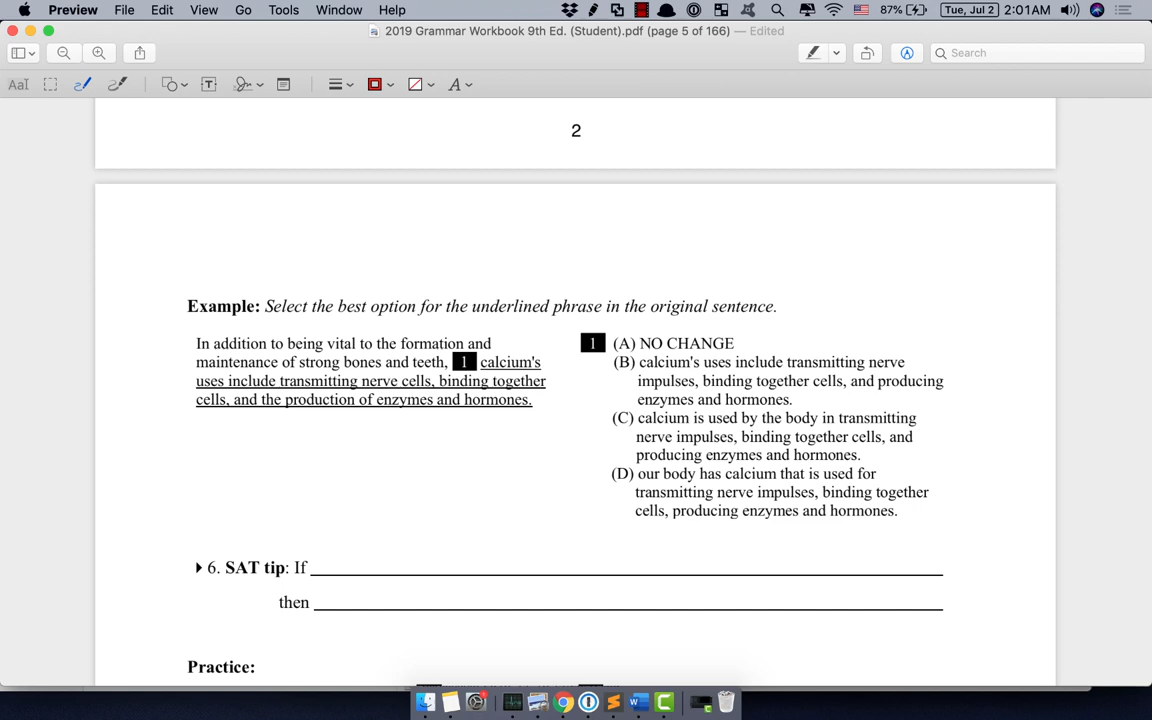 Preview File Edit View Go Tools Window Help 87% Tue, Jul 2 2:01AM
2019 Grammar Workbook 9th Ed. (Student).pdf (page 5 of 166) — Edited
Search
AaI T A
2
Example: Select the best option for the underlined phrase in the original sentence.
In addition to being vital to the formation and
maintenance of strong bones and teeth, 1 calcium's
uses include transmitting nerve cells, binding together
cells, and the production of enzymes and hormones.
1 (A) NO CHANGE
(B) calcium's uses include transmitting nerve
impulses, binding together cells, and producing
enzymes and hormones.
(C) calcium is used by the body in transmitting
nerve impulses, binding together cells, and
producing enzymes and hormones.
(D) our body has calcium that is used for
transmitting nerve impulses, binding together
cells, producing enzymes and hormones.
6. SAT tip: If
then
Practice: